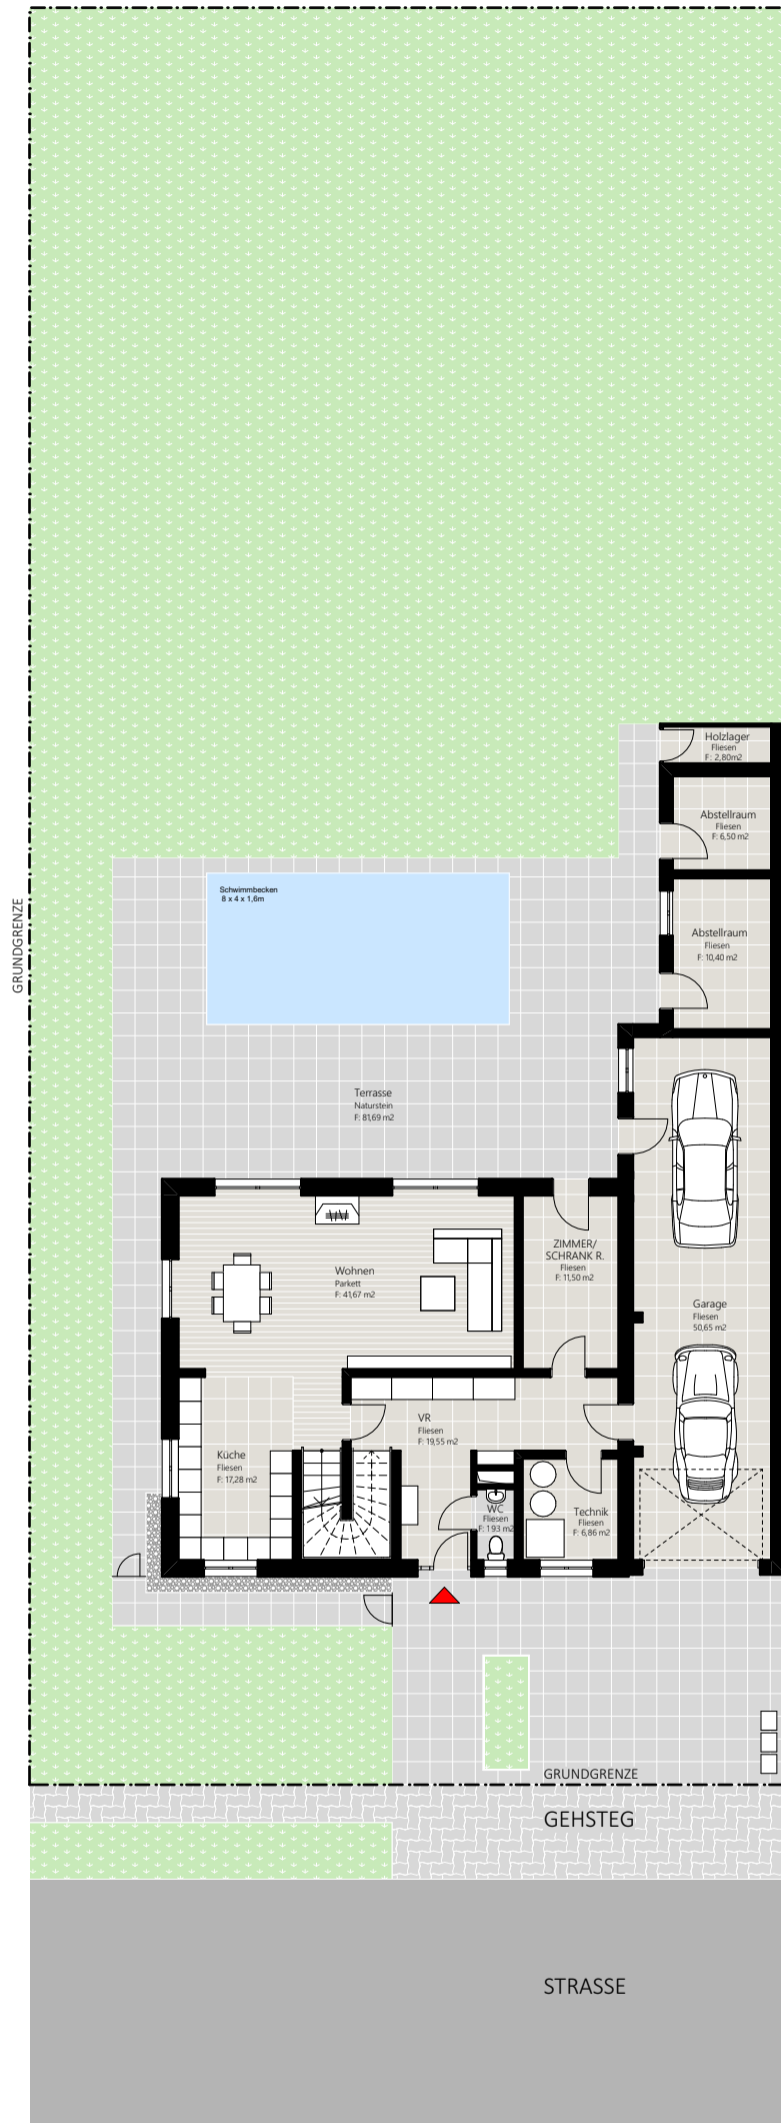 Holzlager
Fliesen
F: 2,80m2
Abstellraum
Fliesen
F: 6,50 m2
Schwimmbecken
8 x 4 x 1,6m
GRUNDGRENZE
Abstellraum
Fliesen
F: 10,40 m2
Terrasse
Naturstein
F: 81,69 m2
ZIMMER/
SCHRANK R.
Fliesen
F: 11,50 m2
Wohnen
Parkett
F: 41,67 m2
Garage
Fliesen
50,65 m2
VR
Fliesen
F: 19,55 m2
Küche
Fliesen
F: 17,28 m2
WC
Fliesen
F: 1.93 m2
Technik
Fliesen
F: 6,86 m2
GRUNDGRENZE
GEHSTEG
STRASSE